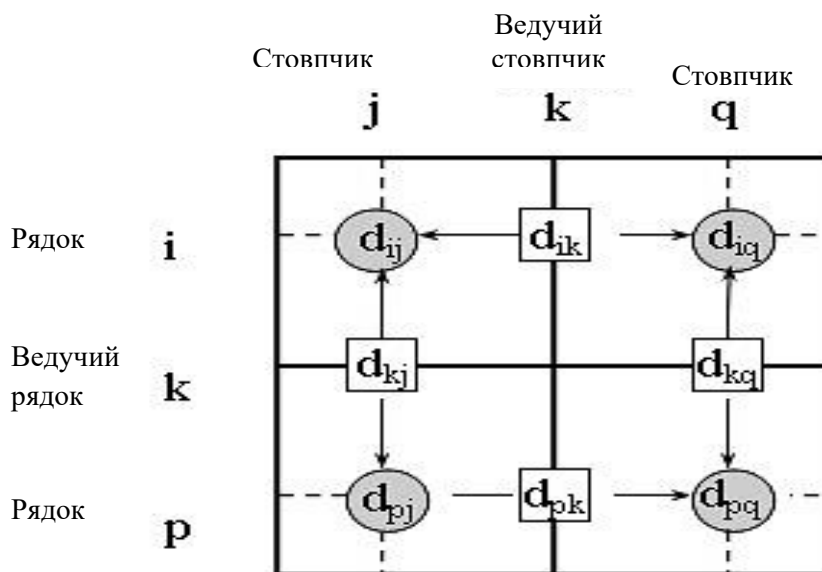 Ведучий
Стовпчик стовпчик Стовпчик
j k q
Рядок i d_ij d_ik d_iq
Ведучий
рядок k d_kj d_kq
Рядок p d_pj d_pk d_pq